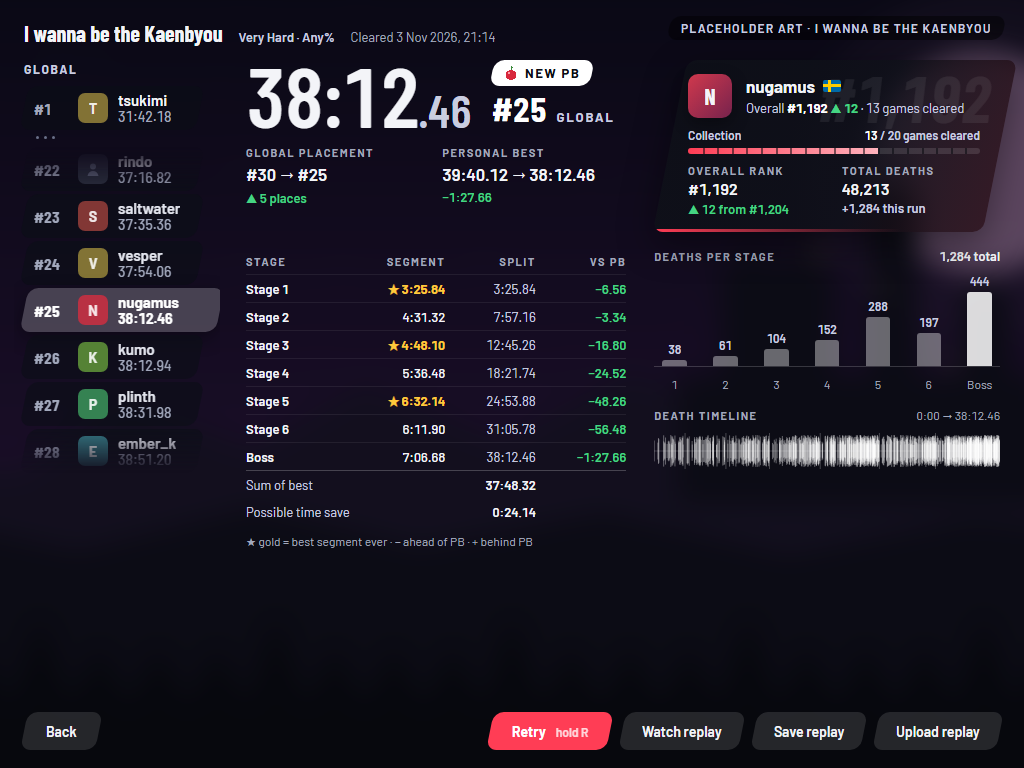 I wanna be the Kaenbyou Very Hard · Any% Cleared 3 Nov 2026, 21:14
PLACEHOLDER ART · I WANNA BE THE KAENBYOU
GLOBAL
#1 T tsukimi
31:42.18
...
#22 rindo
37:16.82
#23 S saltwater
37:35.36
#24 V vesper
37:54.06
#25 N nugamus
38:12.46
#26 K kumo
38:12.94
#27 P plinth
38:31.98
#28 E ember_k
38:51.20
38:12.46
NEW PB
#25 GLOBAL
GLOBAL PLACEMENT
#30 → #25
▲ 5 places
PERSONAL BEST
39:40.12 → 38:12.46
−1:27.66
STAGE SEGMENT SPLIT VS PB
Stage 1 ★3:25.84 3:25.84 −6.56
Stage 2 4:31.32 7:57.16 −3.34
Stage 3 ★4:48.10 12:45.26 −16.80
Stage 4 5:36.48 18:21.74 −24.52
Stage 5 ★6:32.14 24:53.88 −48.26
Stage 6 6:11.90 31:05.78 −56.48
Boss 7:06.68 38:12.46 −1:27.66
Sum of best 37:48.32
Possible time save 0:24.14
★ gold = best segment ever · − ahead of PB · + behind PB
#1,192
N nugamus
Overall #1,192 ▲ 12 · 13 games cleared
Collection 13 / 20 games cleared
OVERALL RANK
#1,192
▲ 12 from #1,204
TOTAL DEATHS
48,213
+1,284 this run
DEATHS PER STAGE 1,284 total
38 61 104 152 288 197 444
1 2 3 4 5 6 Boss
DEATH TIMELINE 0:00 → 38:12.46
Back
Retry hold R
Watch replay
Save replay
Upload replay